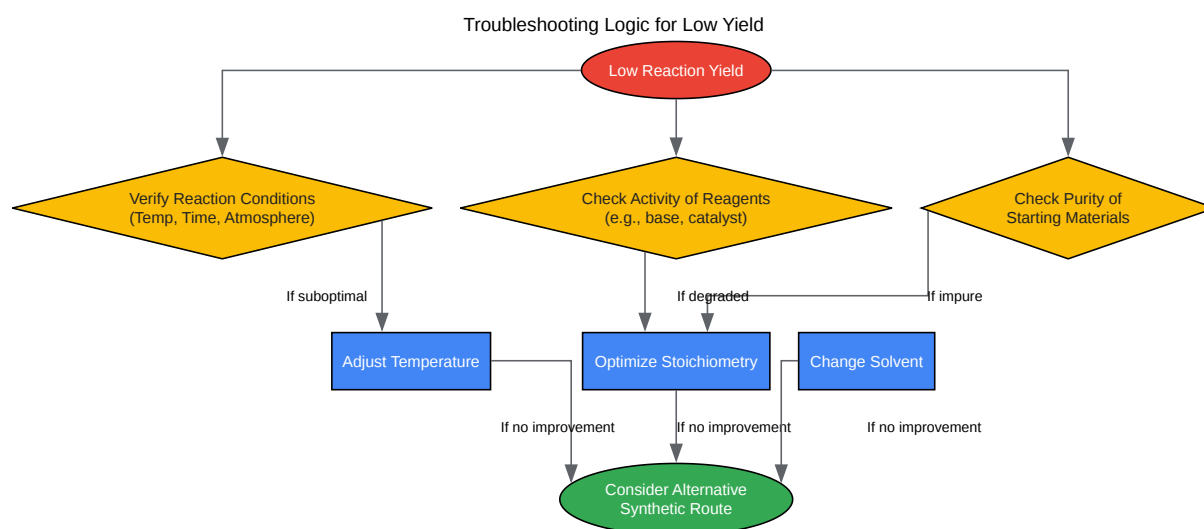 Troubleshooting Logic for Low Yield
Low Reaction Yield
Verify Reaction Conditions
(Temp, Time, Atmosphere)
Check Activity of Reagents
(e.g., base, catalyst)
Check Purity of
Starting Materials
If suboptimal
If degraded
If impure
Adjust Temperature
Optimize Stoichiometry
Change Solvent
If no improvement
If no improvement
If no improvement
Consider Alternative
Synthetic Route